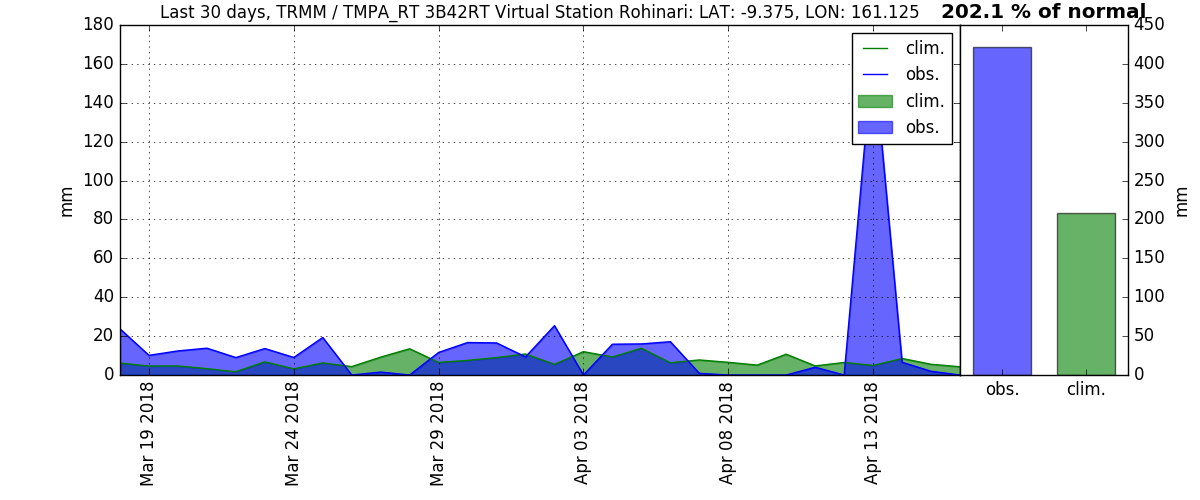 Last 30 days, TRMM / TMPA_RT 3B42RT Virtual Station Rohinari: LAT: -9.375, LON: 161.125
202.1 % of normal
180
160
140
120
100
80
60
40
20
0
mm
clim.
obs.
clim.
obs.
450
400
350
300
250
200
150
100
50
0
mm
Mar 19 2018
Mar 24 2018
Mar 29 2018
Apr 03 2018
Apr 08 2018
Apr 13 2018
obs.
clim.